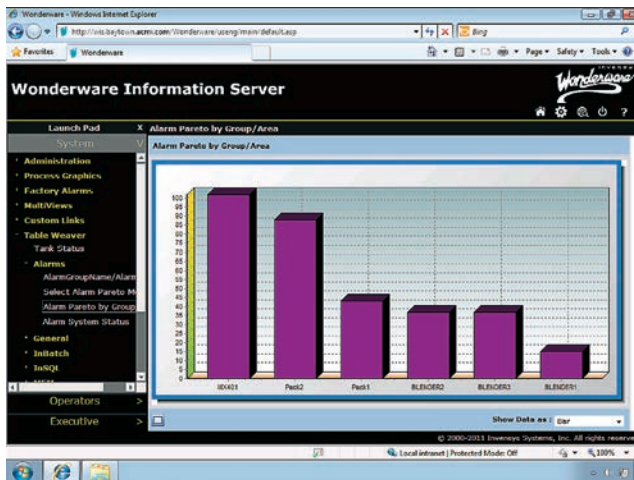 Wonderware - Windows Internet Explorer
http://wis.baytown.acmi.com/Wonderware/useng/main/default.asp
Bing
Favorites Wonderware Page Safety Tools
Wonderware Information Server
invensys
Wonderware
Launch Pad X Alarm Pareto by Group/Area
System Alarm Pareto by Group/Area
Administration
Process Graphics
Factory Alarms
MultiViews
Custom Links
Table Weaver
Tank Status
Alarms
AlarmGroupName/Alarm
Select Alarm Pareto M
Alarm Pareto by Group
Alarm System Status
General
InBatch
InSQL
Operators >
Executive >
100
95
90
85
80
75
70
65
60
55
50
45
40
35
30
25
20
15
10
5
0
MX401 Pack2 Pack1 BLENDER2 BLENDER3 BLENDER1
Show Data as : Bar
© 2000-2011 Invensys Systems, Inc. All rights reserve
Local intranet | Protected Mode: Off 100%